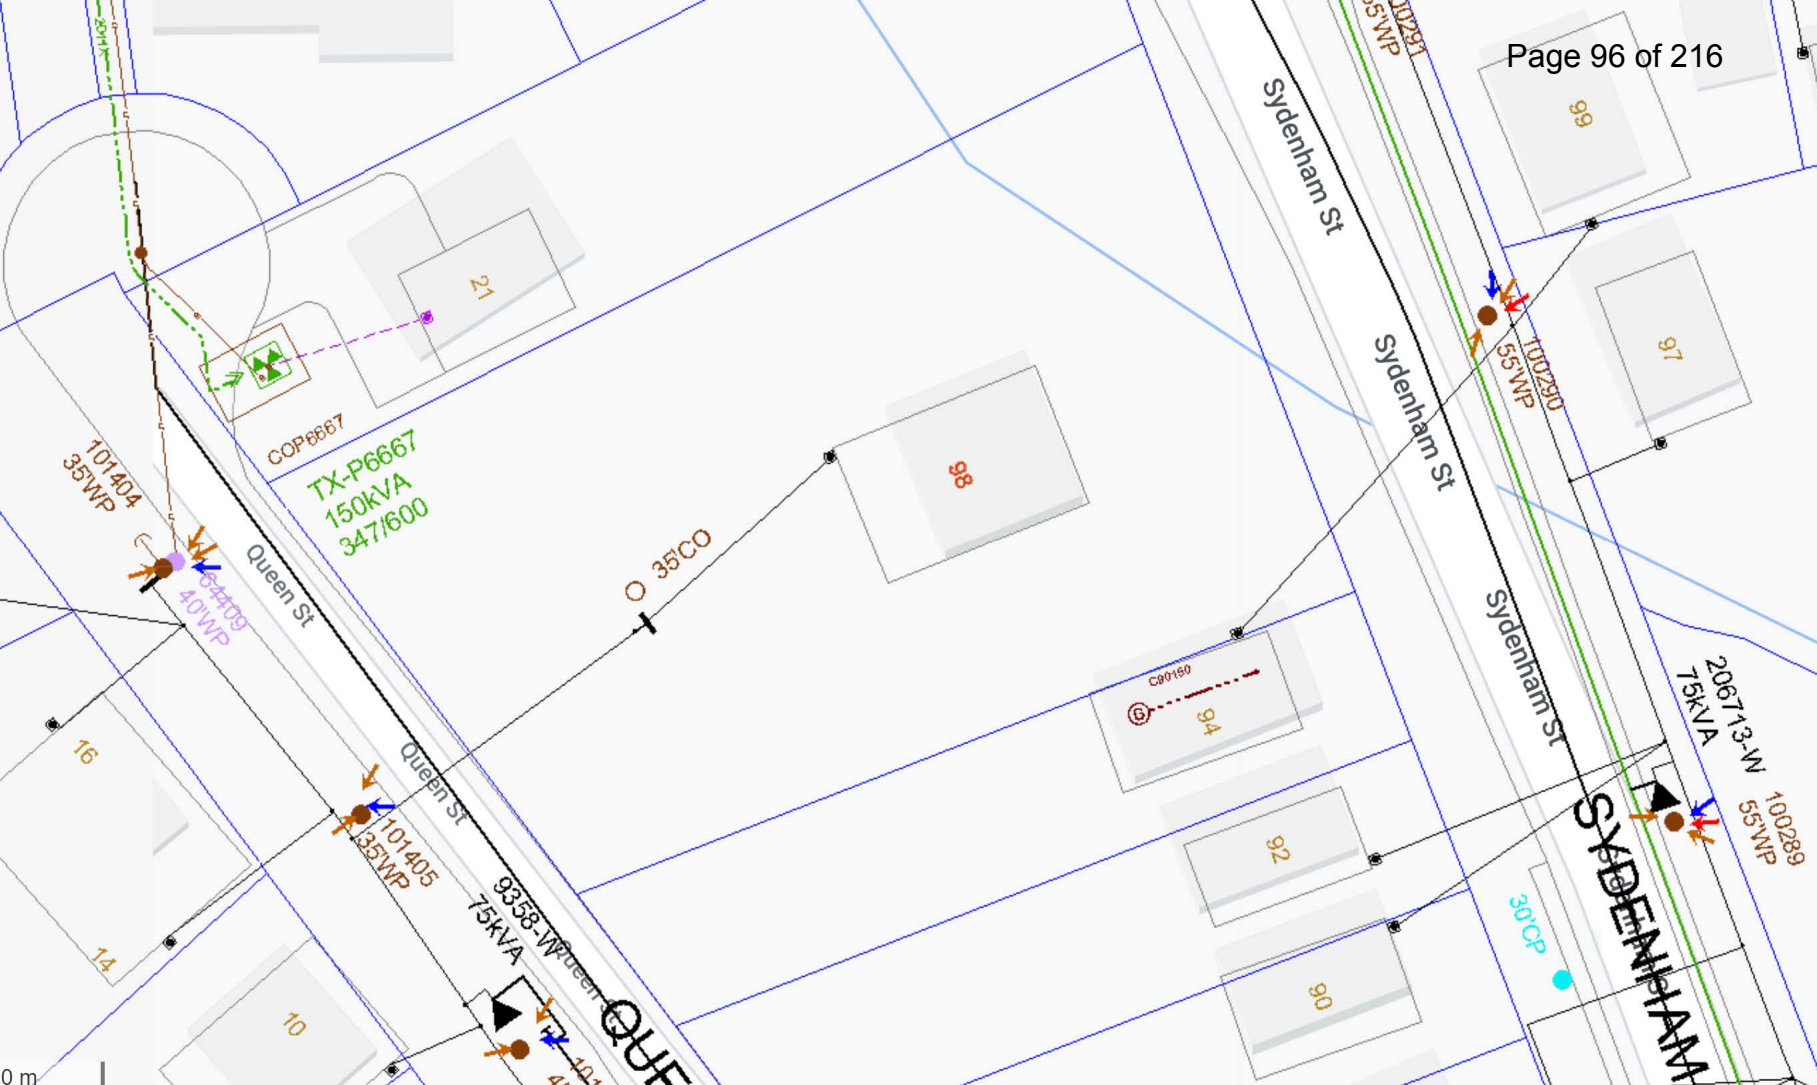 Page 96 of 216
100291
55'WP
Sydenham St
99
21
100290
55'WP
97
Sydenham St
COP6667
TX-P6667
150kVA
347/600
101404
35'WP
98
35'CO
Queen St
64409
40'WP
Sydenham St
C90150
G
94
206713-W
75kVA
16
Queen St
101405
35'WP
92
100289
55'WP
SYDENHAM
9358-W
75kVA
Queen St
30'CP
14
90
10
QUE
0 m